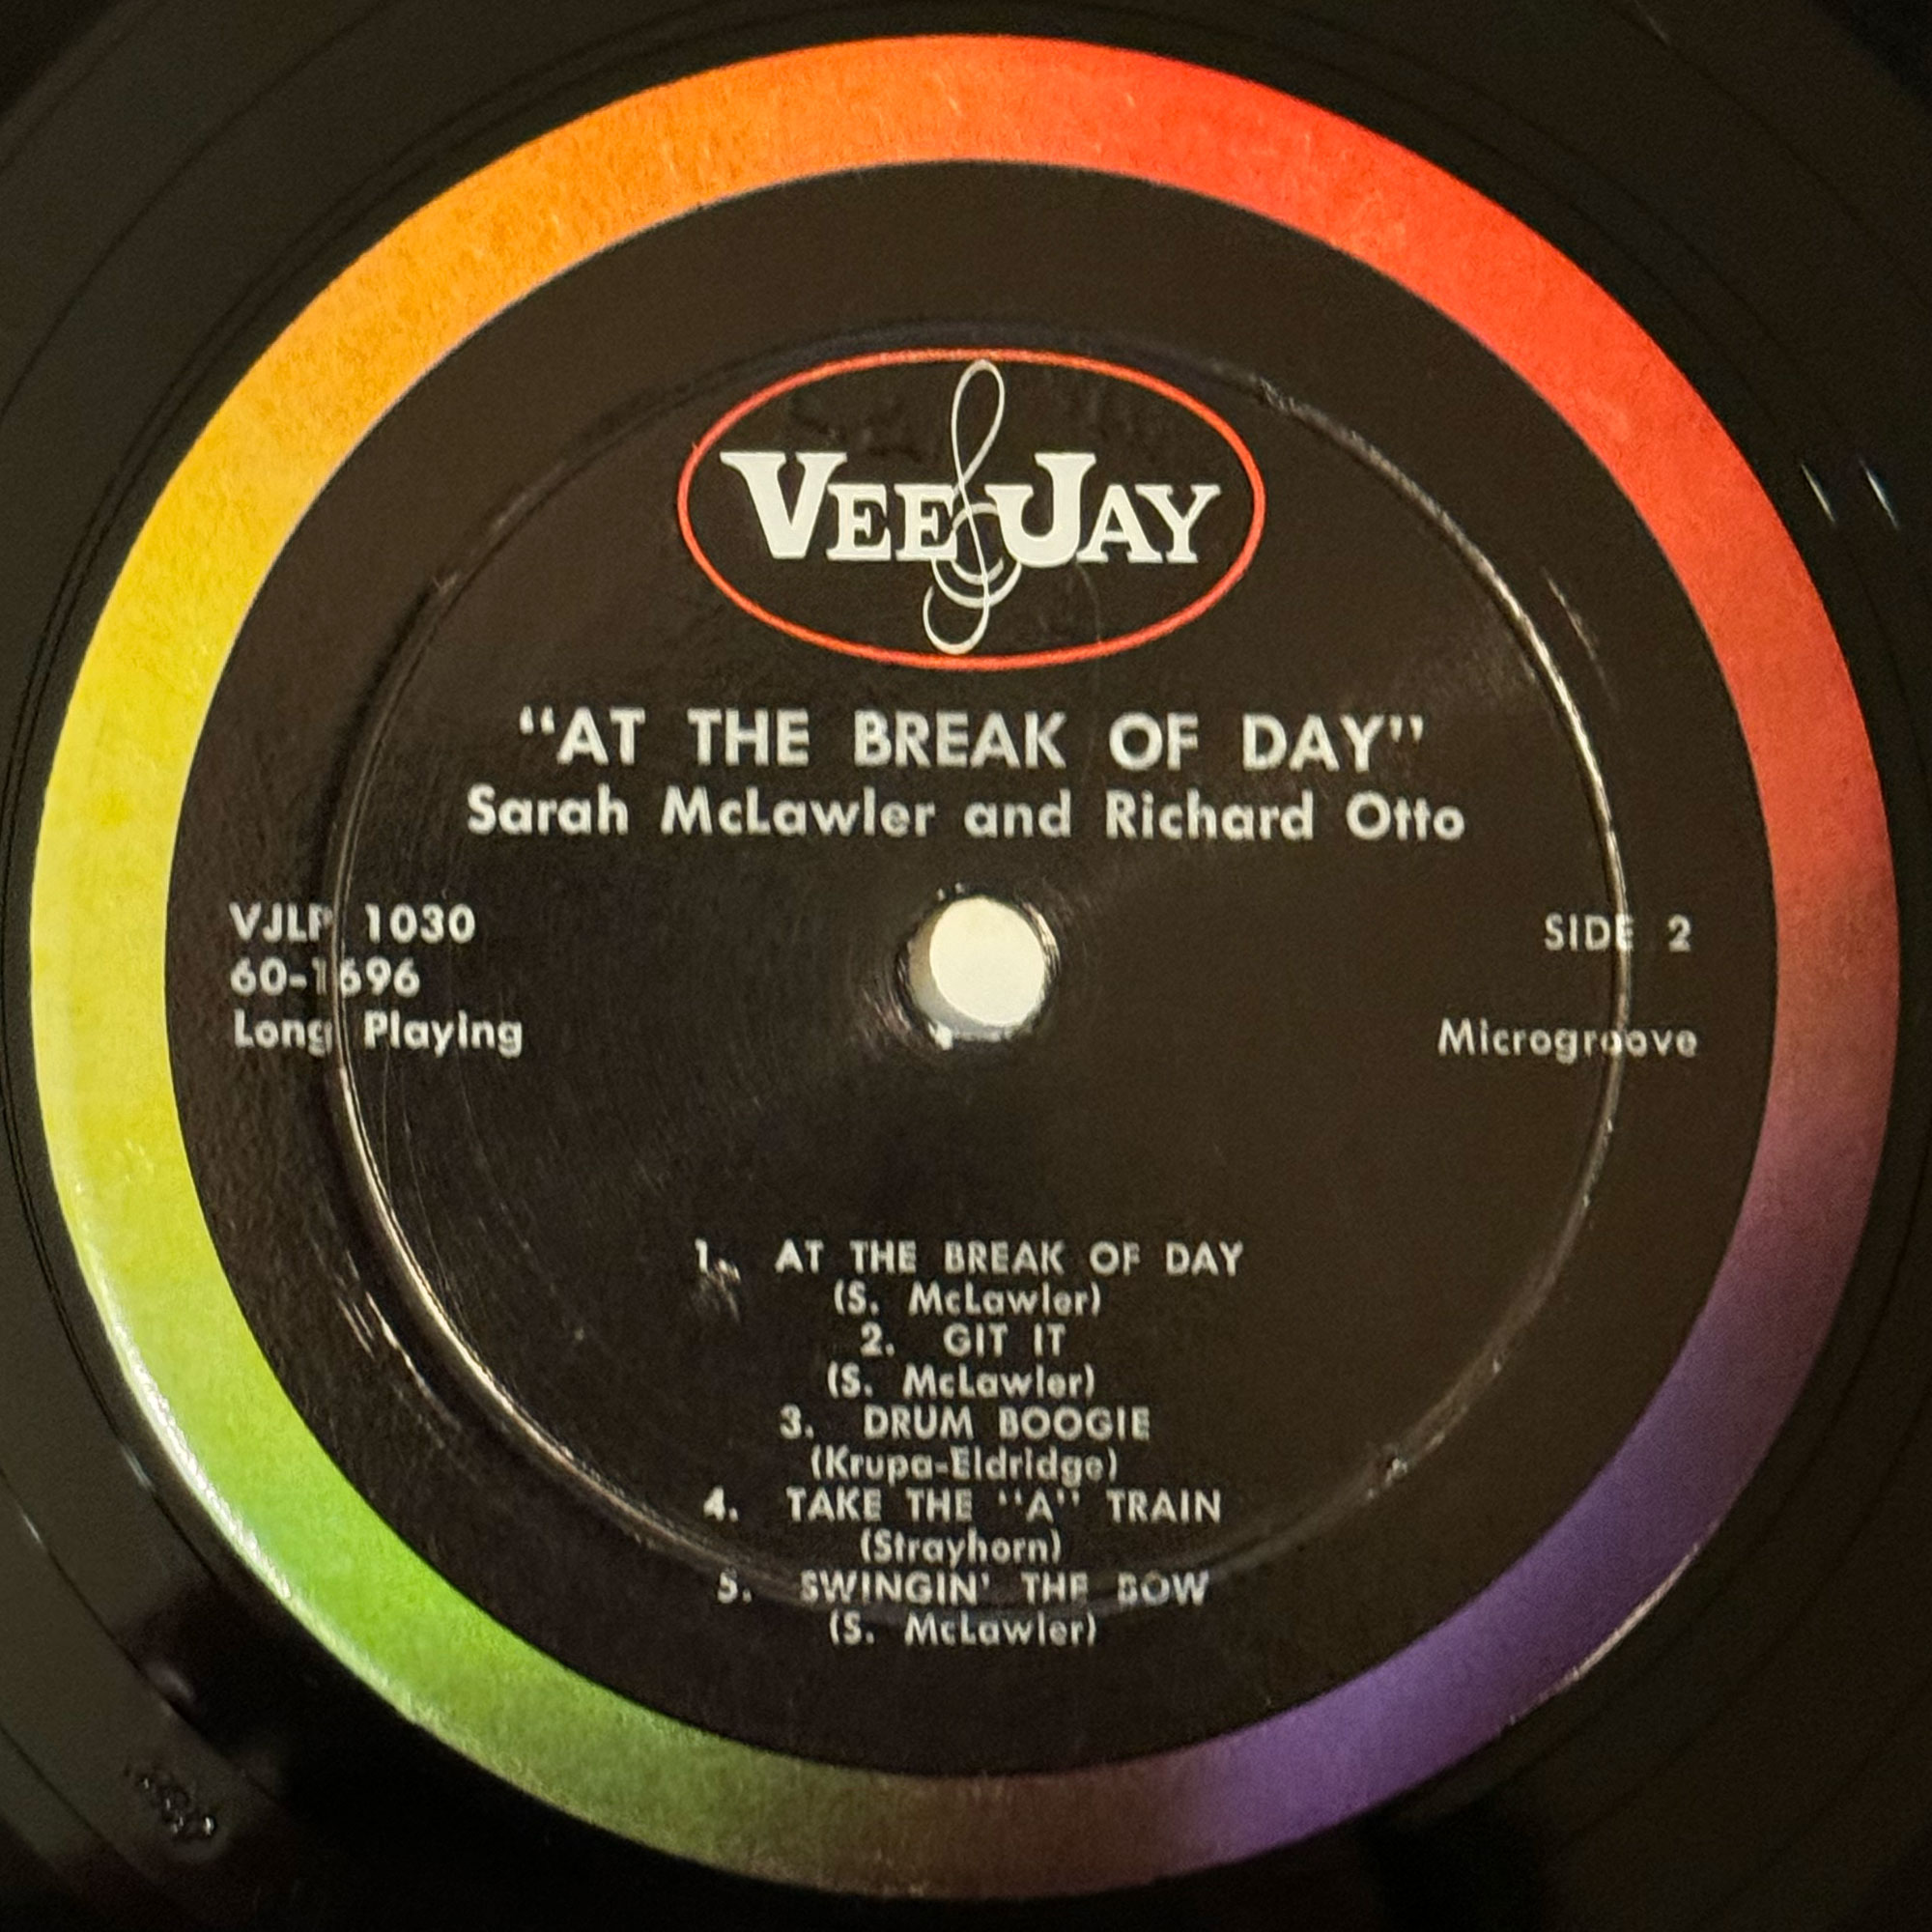 VEE JAY
"AT THE BREAK OF DAY"
Sarah McLawler and Richard Otto
VJLP 1030
60-1696
Long Playing
SIDE 2
Microgroove
1. AT THE BREAK OF DAY
(S. McLawler)
2. GIT IT
(S. McLawler)
3. DRUM BOOGIE
(Krupa-Eldridge)
4. TAKE THE "A" TRAIN
(Strayhorn)
5. SWINGIN' THE BOW
(S. McLawler)